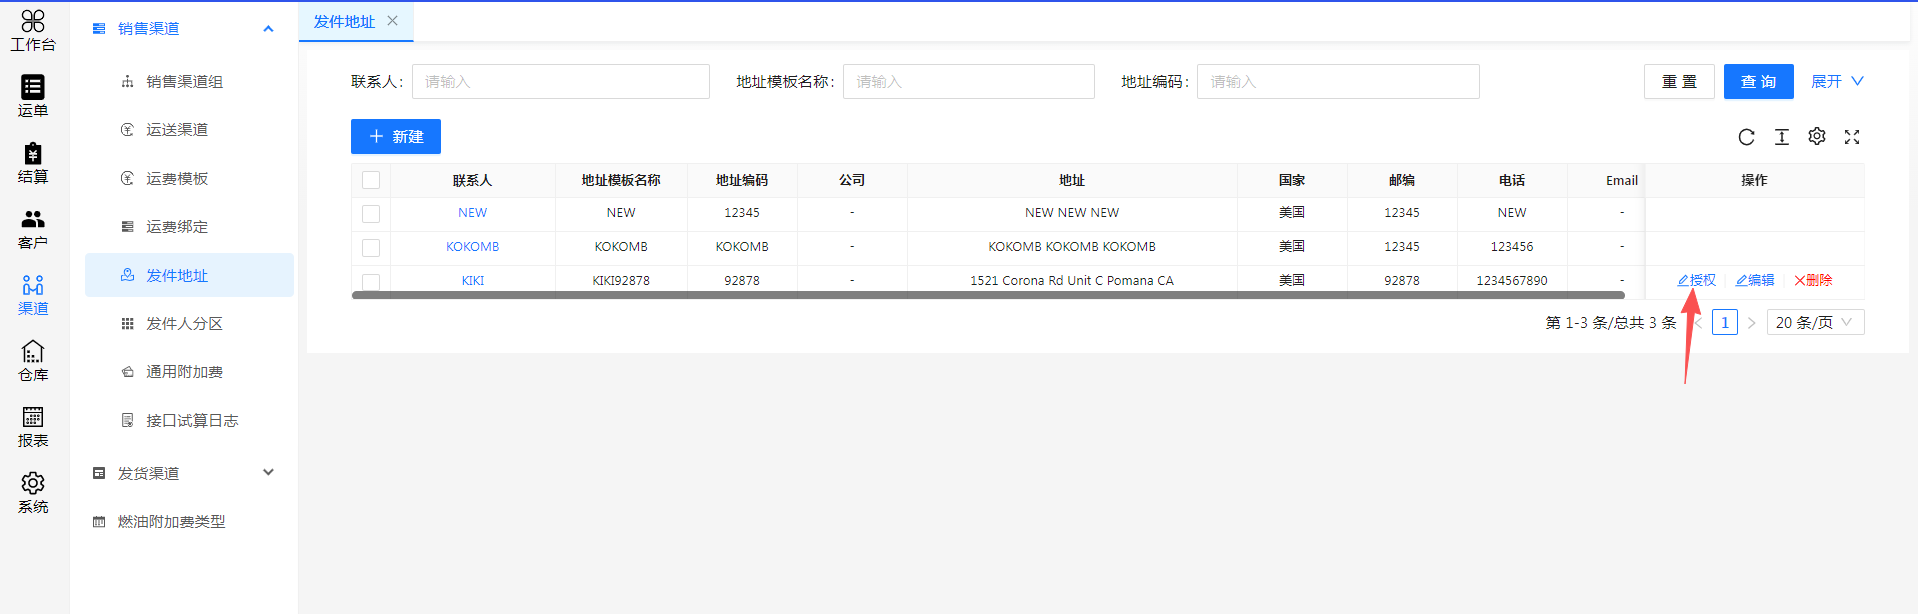 工作台
运单
结算
客户
渠道
仓库
报表
系统
销售渠道
销售渠道组
运送渠道
运费模板
运费绑定
发件地址
发件人分区
通用附加费
接口试算日志
发货渠道
燃油附加费类型
发件地址
联系人: 请输入 地址模板名称: 请输入 地址编码: 请输入 重 置 查 询 展开
新建
联系人 地址模板名称 地址编码 公司 地址 国家 邮编 电话 Email 操作
NEW NEW 12345 - NEW NEW NEW 美国 12345 NEW -
KOKOMB KOKOMB KOKOMB - KOKOMB KOKOMB KOKOMB 美国 12345 123456 -
KIKI KIKI92878 92878 - 1521 Corona Rd Unit C Pomana CA 美国 92878 1234567890 - 授权 编辑 删除
第 1-3 条/总共 3 条 1 20 条/页